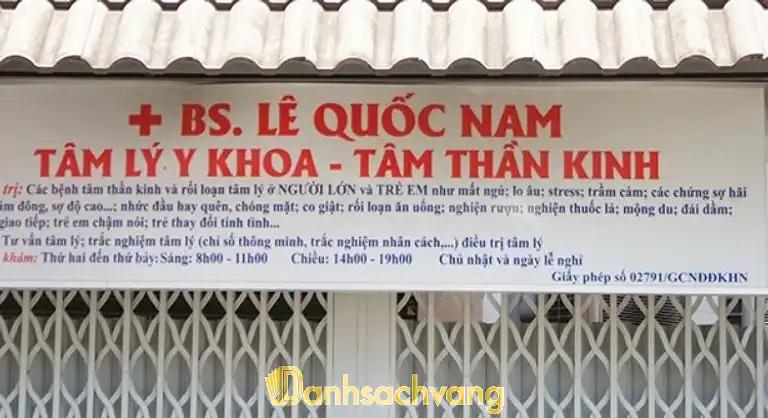 + BS. LÊ QUỐC NAM
TÂM LÝ Y KHOA - TÂM THẦN KINH
trị: Các bệnh tâm thần kinh và rối loạn tâm lý ở NGƯỜI LỚN và TRẺ EM như mất ngủ; lo âu; stress; trầm cảm; các chứng sợ hãi
ám đông, sợ độ cao...; nhức đầu hay quên, chóng mặt; co giật; rối loạn ăn uống; nghiện rượu; nghiện thuốc lá; mộng du; đái dầm;
giao tiếp; trẻ em chậm nói; trẻ thay đổi tính tình...
Tư vấn tâm lý; trắc nghiệm tâm lý (chỉ số thông minh, trắc nghiệm nhân cách,...) điều trị tâm lý
khám: Thứ hai đến thứ bảy: Sáng: 8h00 - 11h00 Chiều: 14h00 - 19h00 Chủ nhật và ngày lễ nghỉ
Giấy phép số 02791/GCNĐĐKHN
Danhsachvang